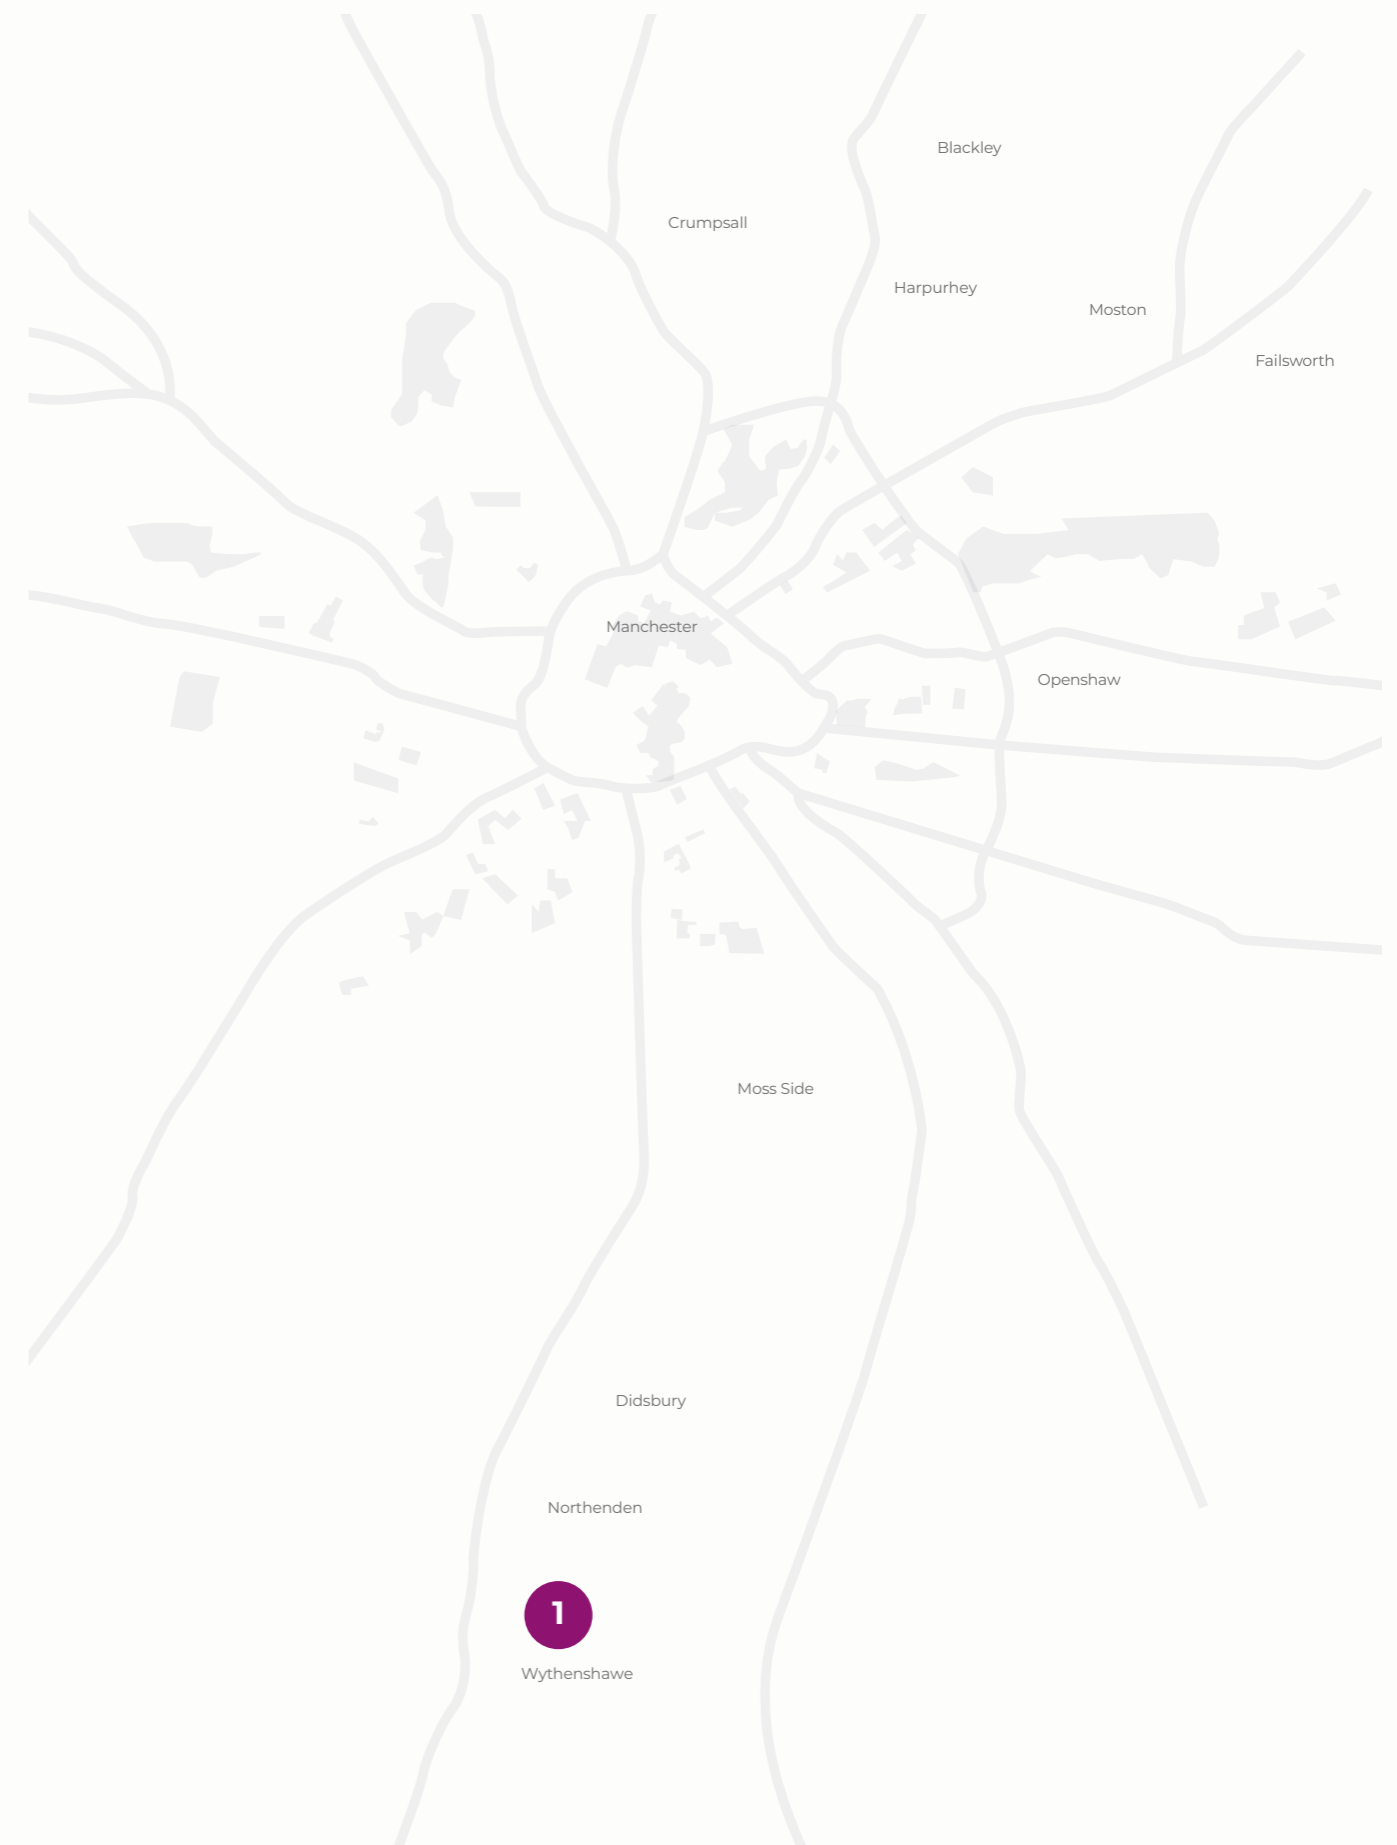 Blackley
Crumpsall
Harpurhey
Moston
Failsworth
Manchester
Openshaw
Moss Side
Didsbury
Northenden
1
Wythenshawe